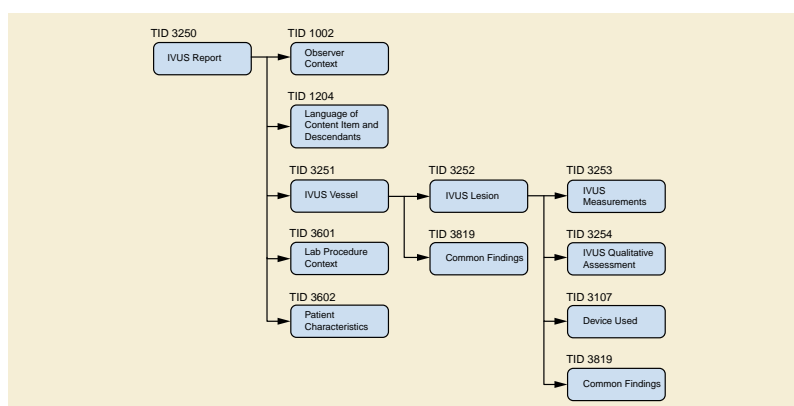 TID 3250
IVUS Report
TID 1002
Observer
Context
TID 1204
Language of
Content Item and
Descendants
TID 3251
IVUS Vessel
TID 3252
IVUS Lesion
TID 3253
IVUS
Measurements
TID 3601
Lab Procedure
Context
TID 3819
Common Findings
TID 3254
IVUS Qualitative
Assessment
TID 3602
Patient
Characteristics
TID 3107
Device Used
TID 3819
Common Findings